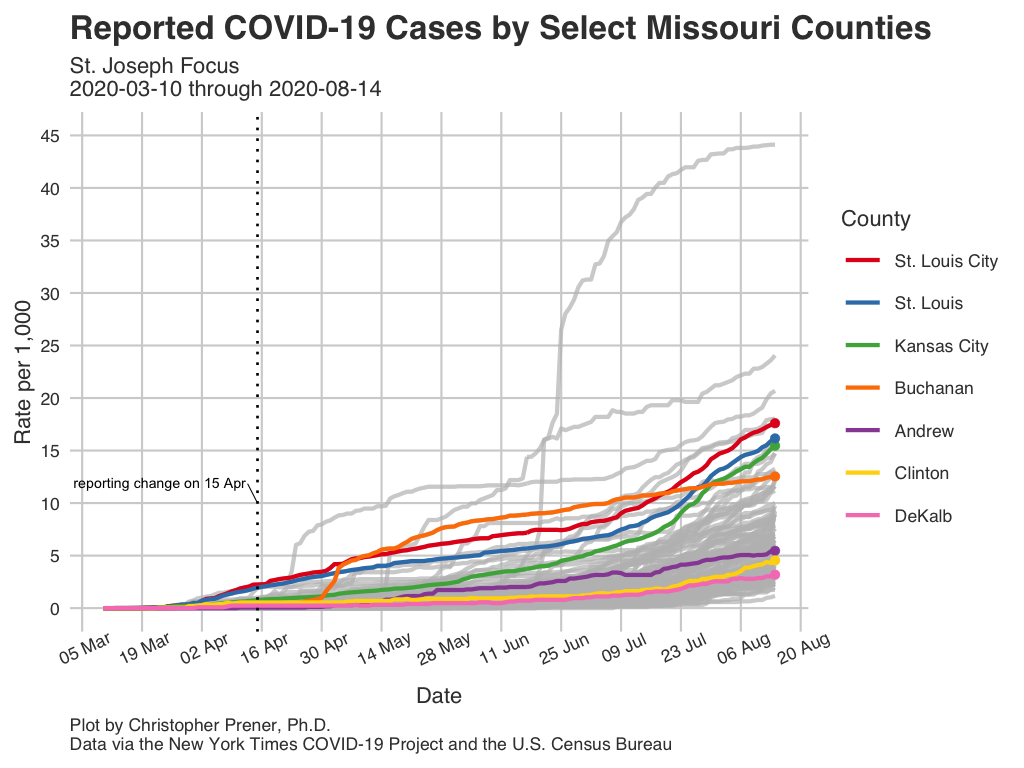 Reported COVID-19 Cases by Select Missouri Counties
St. Joseph Focus
2020-03-10 through 2020-08-14
45
40
35
30
25
20
15
10
5
0
Rate per 1,000
reporting change on 15 Apr
05 Mar
19 Mar
02 Apr
16 Apr
30 Apr
14 May
28 May
11 Jun
25 Jun
09 Jul
23 Jul
06 Aug
20 Aug
Date
County
St. Louis City
St. Louis
Kansas City
Buchanan
Andrew
Clinton
DeKalb
Plot by Christopher Prener, Ph.D.
Data via the New York Times COVID-19 Project and the U.S. Census Bureau